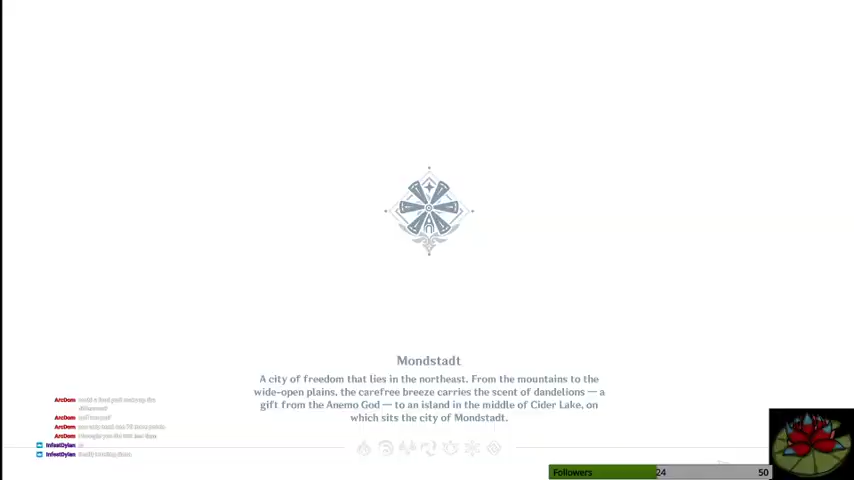 Mondstadt
A city of freedom that lies in the northeast. From the mountains to the
wide-open plains, the carefree breeze carries the scent of dandelions — a
gift from the Anemo God — to an island in the middle of Cider Lake, on
which sits the city of Mondstadt.
ArcDom
ArcDom
ArcDom
ArcDom
InfestDylan
InfestDylan
Followers 24 50